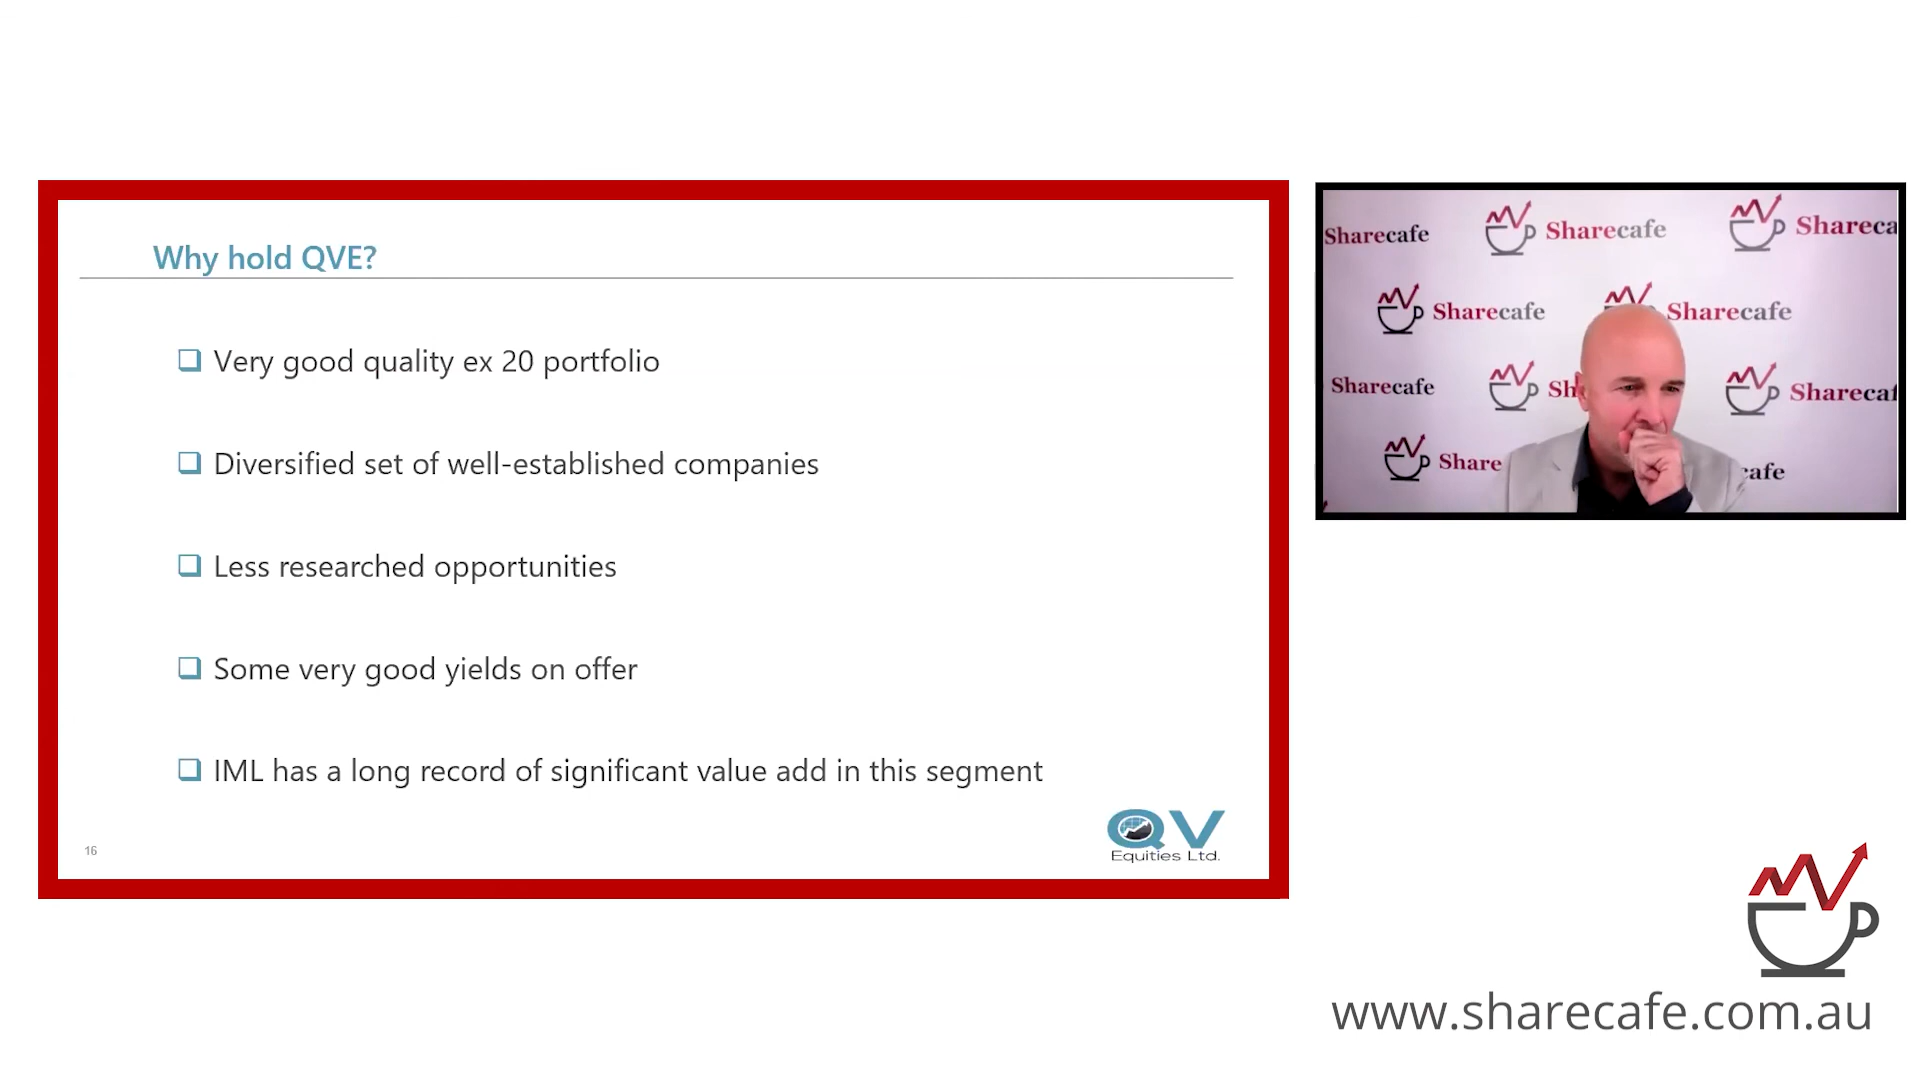 Why hold QVE?
Very good quality ex 20 portfolio
Diversified set of well-established companies
Less researched opportunities
Some very good yields on offer
IML has a long record of significant value add in this segment
16
QV
Equities Ltd.
Sharecafe
Sharecafe
Shareca
Sharecafe
Sharecafe
Sharecafe
Sh
Sharecaf
Share
cafe
www.sharecafe.com.au